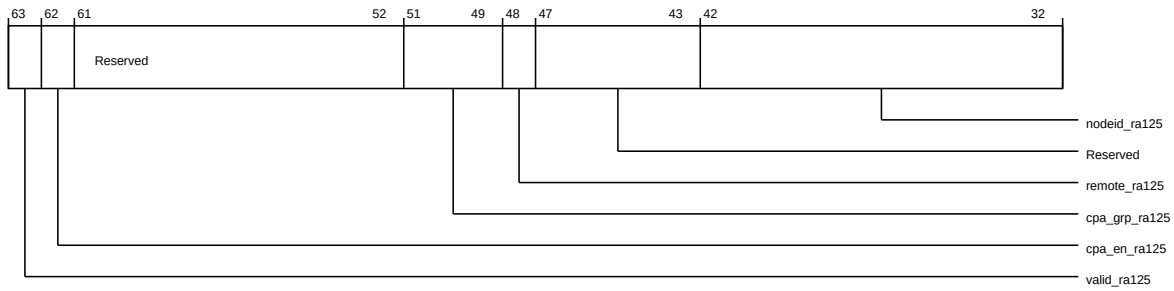 63 62 61 52 51 49 48 47 43 42 32
Reserved
nodeid_ra125
Reserved
remote_ra125
cpa_grp_ra125
cpa_en_ra125
valid_ra125